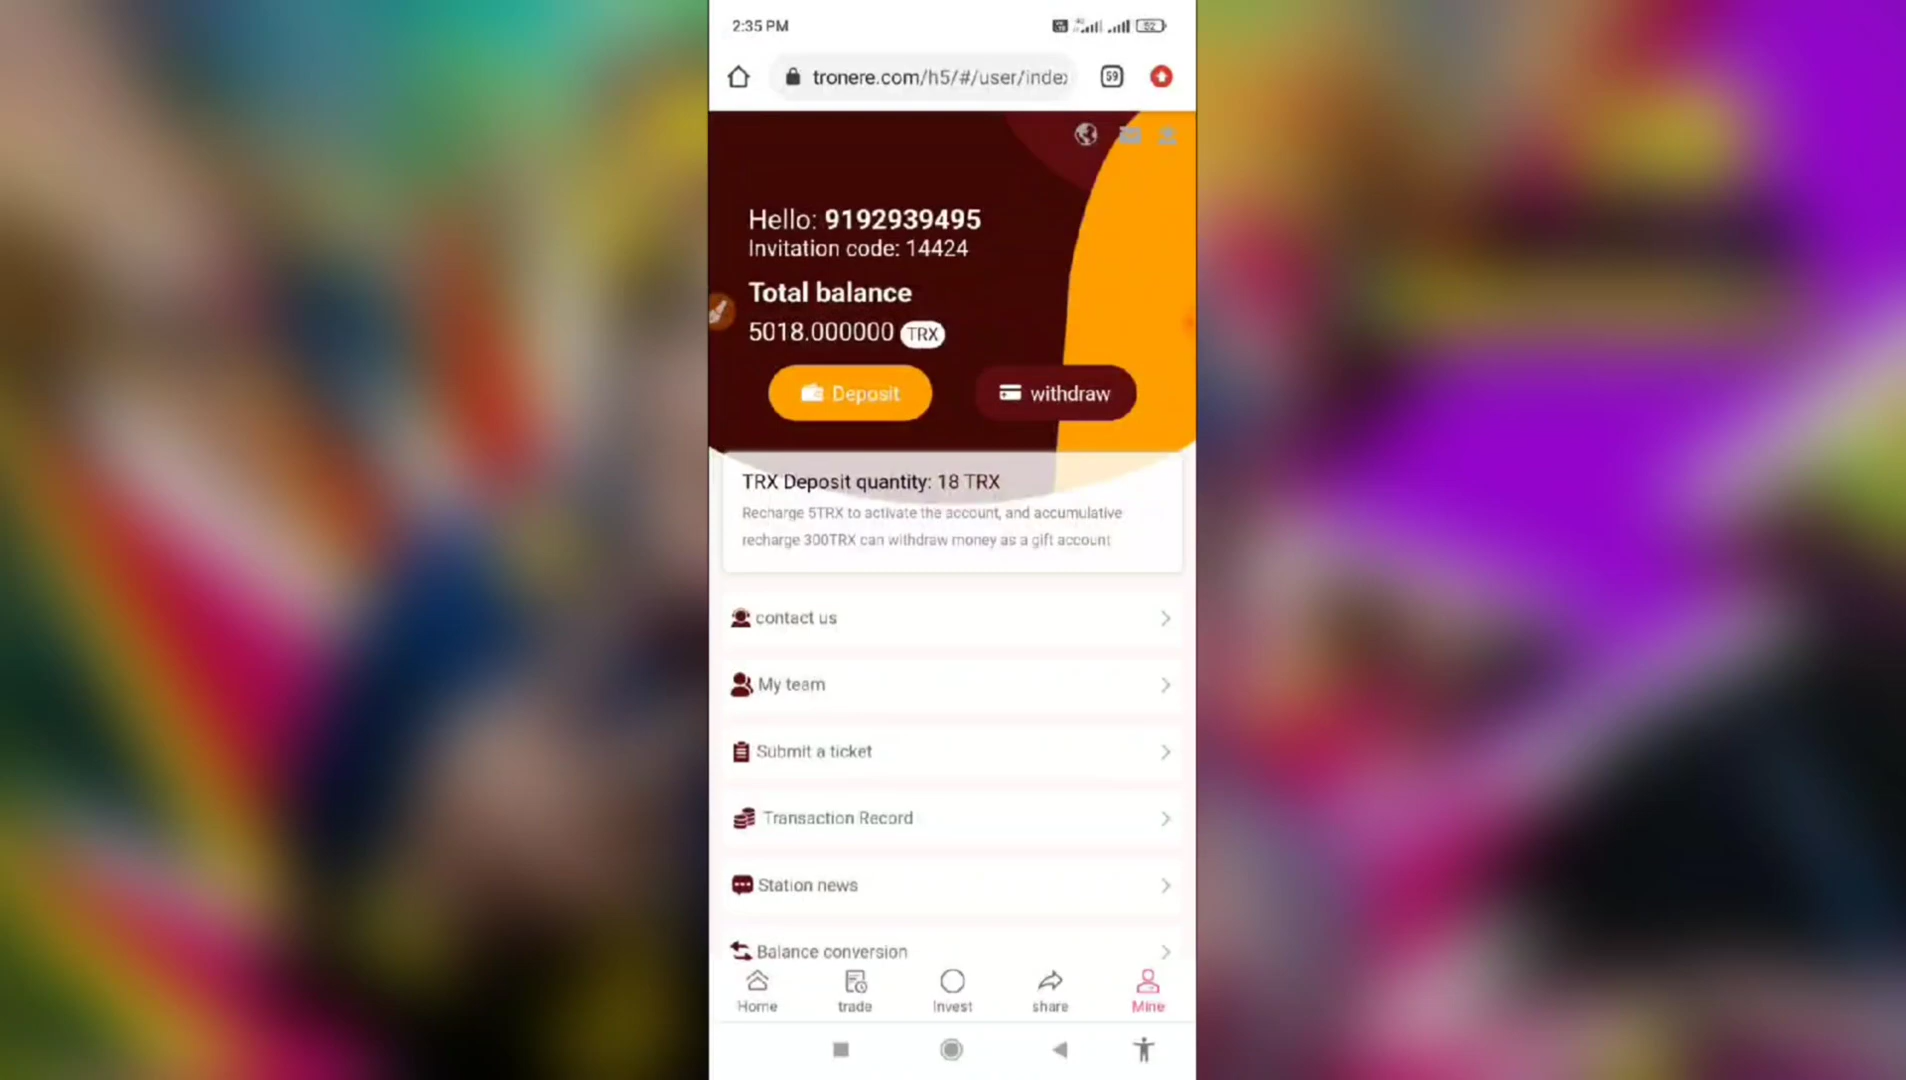 2:35 PM
52
tronere.com/h5/#/user/index
59
Hello: 9192939495
Invitation code: 14424
Total balance
5018.000000 TRX
Deposit
withdraw
TRX Deposit quantity: 18 TRX
Recharge 5TRX to activate the account, and accumulative
recharge 300TRX can withdraw money as a gift account
contact us
My team
Submit a ticket
Transaction Record
Station news
Balance conversion
Home
trade
Invest
share
Mine